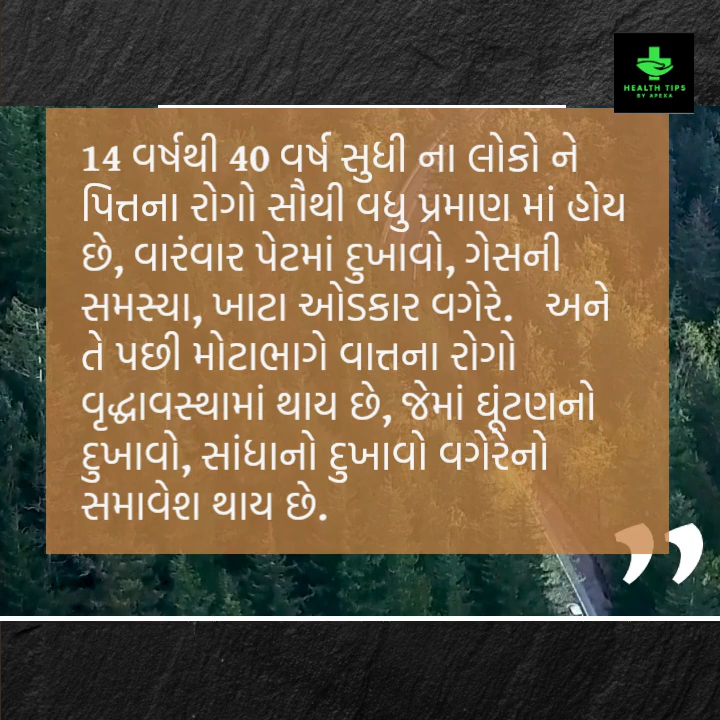 HEALTH TIPS
BY APEXA
14 વર્ષથી 40 વર્ષ સુધી ના લોકો ને
પિત્તના રોગો સૌથી વધુ પ્રમાણ માં હોય
છે, વારંવાર પેટમાં દુખાવો, ગેસની
સમસ્યા, ખાટા ઓડકાર વગેરે. અને
તે પછી મોટાભાગે વાત્તના રોગો
વૃદ્ધાવસ્થામાં થાય છે, જેમાં ઘૂંટણનો
દુખાવો, સાંધાનો દુખાવો વગેરેનો
સમાવેશ થાય છે.
”